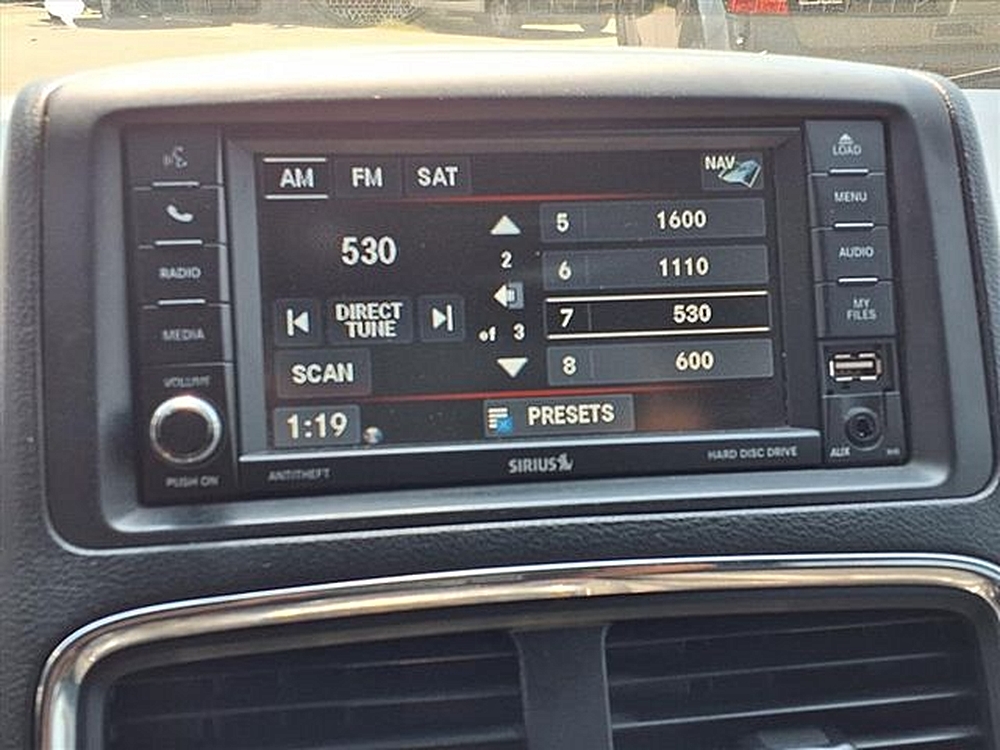 AM FM SAT NAV
530
DIRECT
TUNE
SCAN
1:19
2
of 3
5 1600
6 1110
7 530
8 600
PRESETS
RADIO
MEDIA
VOLUME
PUSH ON
LOAD
MENU
AUDIO
MY
FILES
AUX
ANTITHEFT
SIRIUS
HARD DISC DRIVE